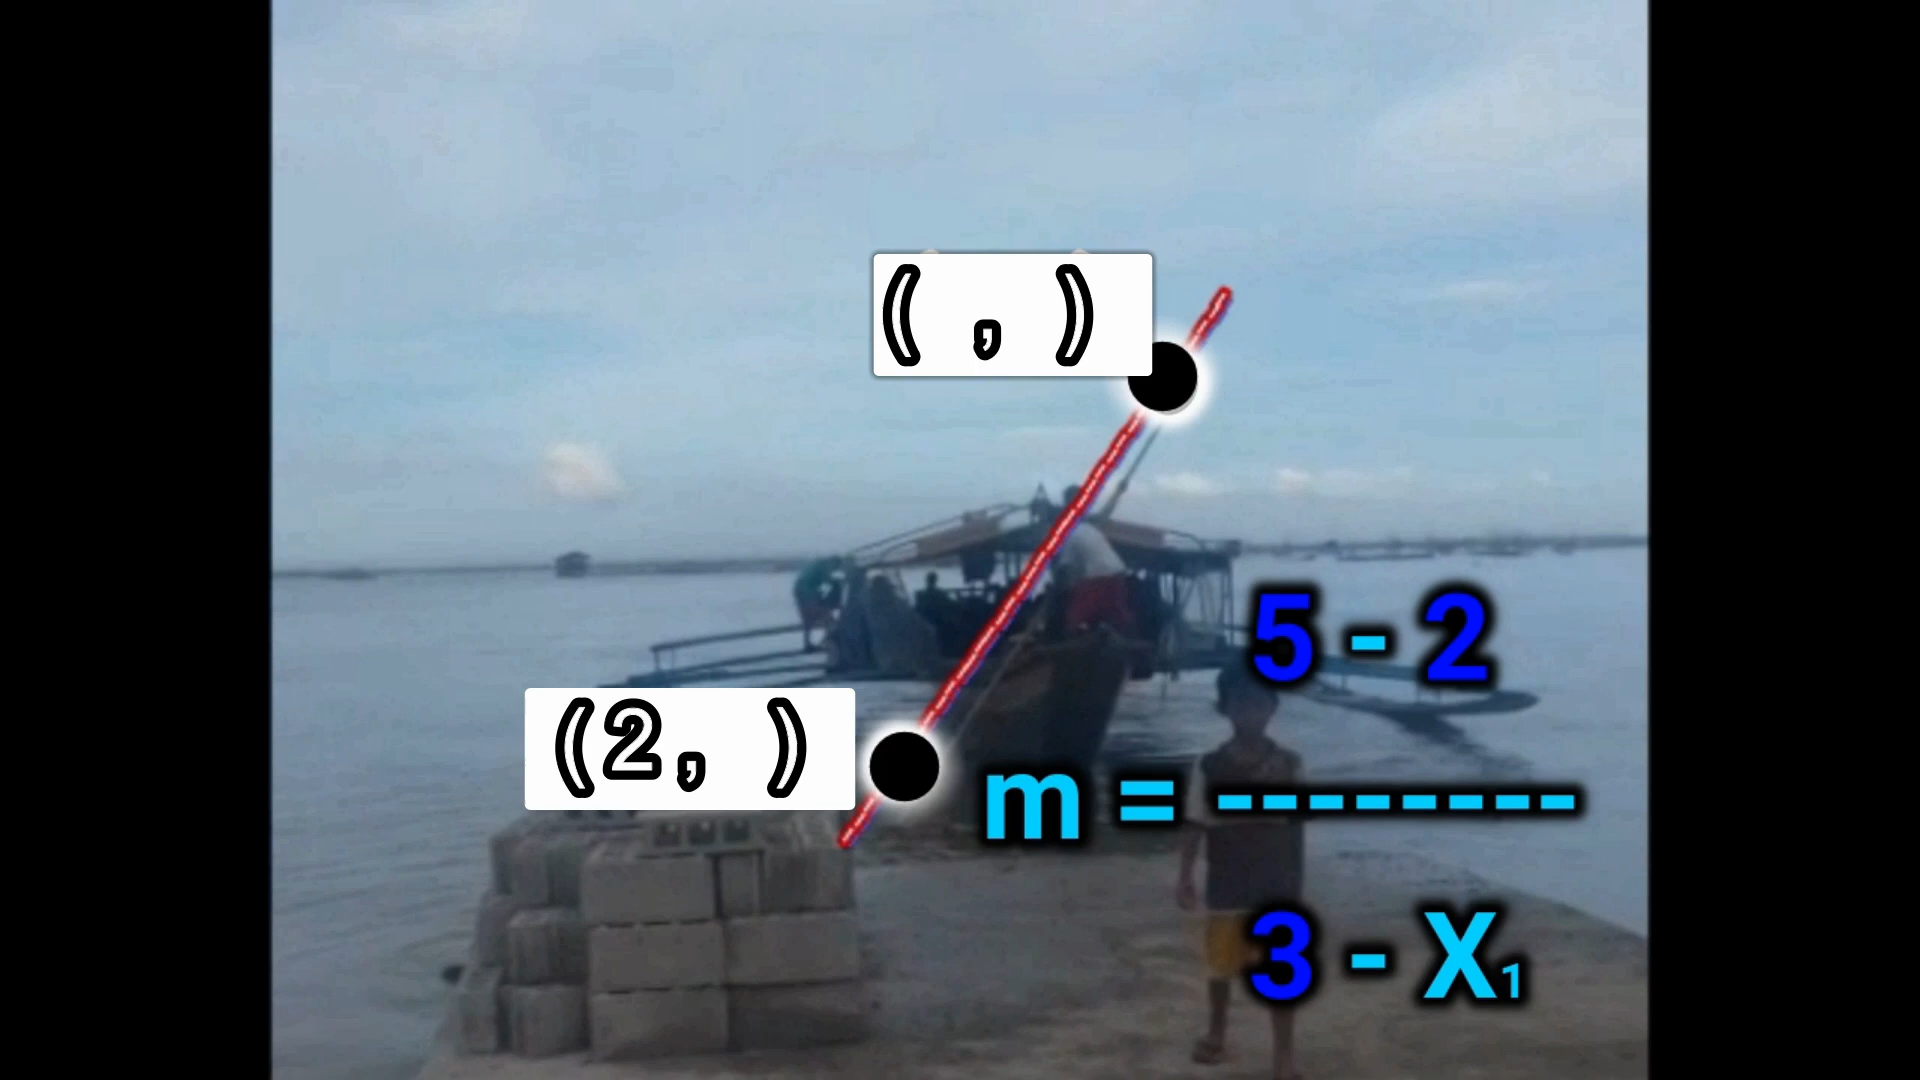 ( , )
(2, )
5 - 2
m = --------
3 - X₁